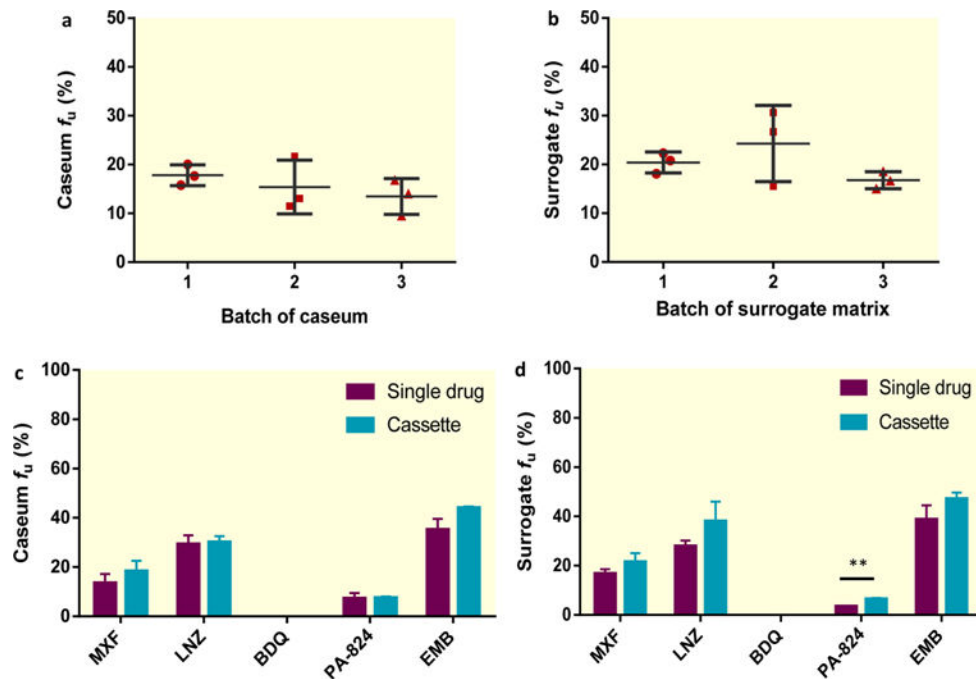 a
50
40
30
20
10
0
Caseum fu (%)
1 2 3
Batch of caseum
b
50
40
30
20
10
0
Surrogate fu (%)
1 2 3
Batch of surrogate matrix
c
100
80
60
40
20
0
Caseum fu (%)
Single drug
Cassette
MXF LNZ BDQ PA-824 EMB
d
100
80
60
40
20
0
Surrogate fu (%)
Single drug
Cassette
**
MXF LNZ BDQ PA-824 EMB